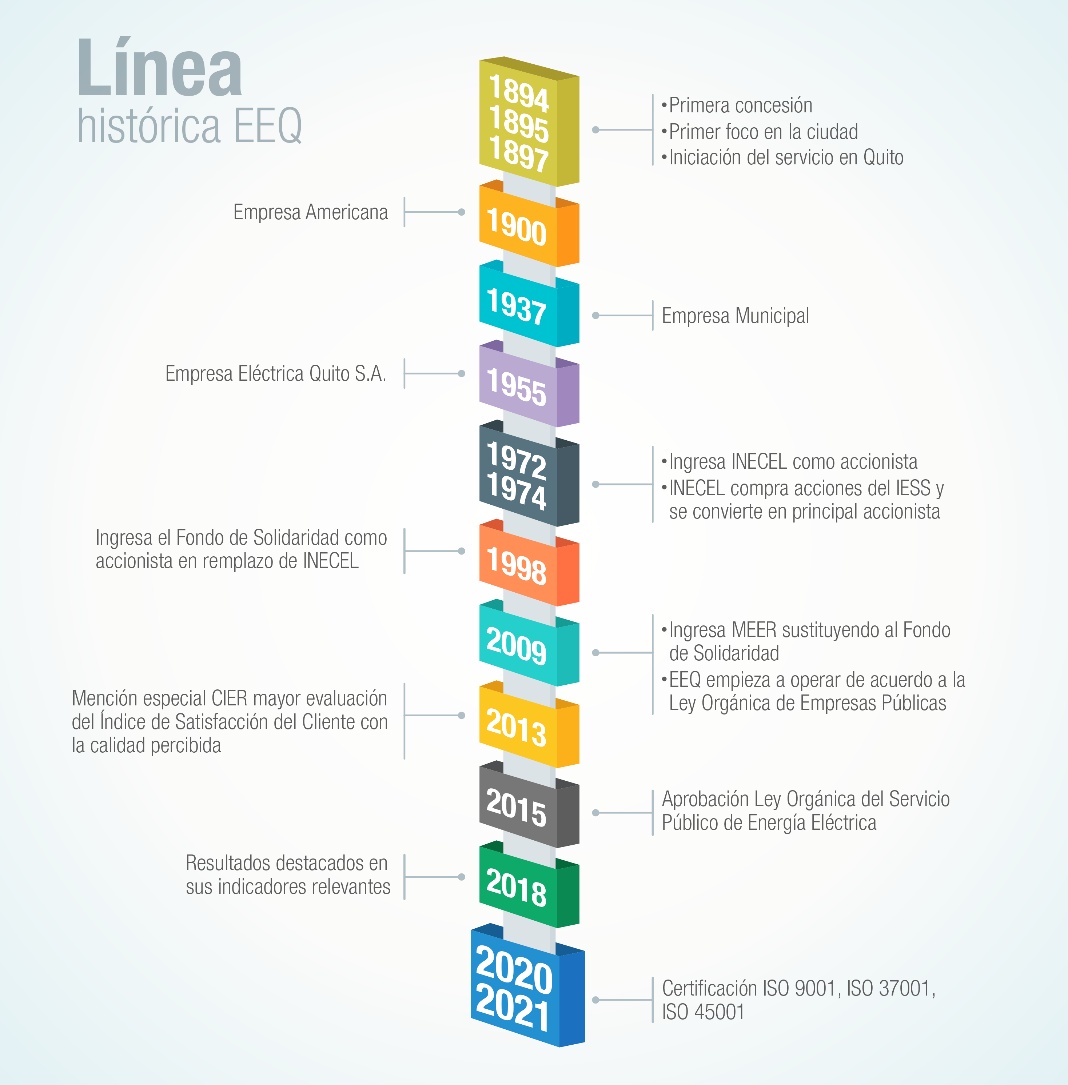 Línea
histórica EEQ
1894
1895
1897
•Primera concesión
•Primer foco en la ciudad
•Iniciación del servicio en Quito
Empresa Americana
1900
1937
Empresa Municipal
Empresa Eléctrica Quito S.A.
1955
1972
1974
•Ingresa INECEL como accionista
•INECEL compra acciones del IESS y
se convierte en principal accionista
Ingresa el Fondo de Solidaridad como
accionista en remplazo de INECEL
1998
2009
•Ingresa MEER sustituyendo al Fondo
de Solidaridad
•EEQ empieza a operar de acuerdo a la
Ley Orgánica de Empresas Públicas
Mención especial CIER mayor evaluación
del Índice de Satisfacción del Cliente con
la calidad percibida
2013
2015
Aprobación Ley Orgánica del Servicio
Público de Energía Eléctrica
Resultados destacados en
sus indicadores relevantes
2018
2020
2021
Certificación ISO 9001, ISO 37001,
ISO 45001